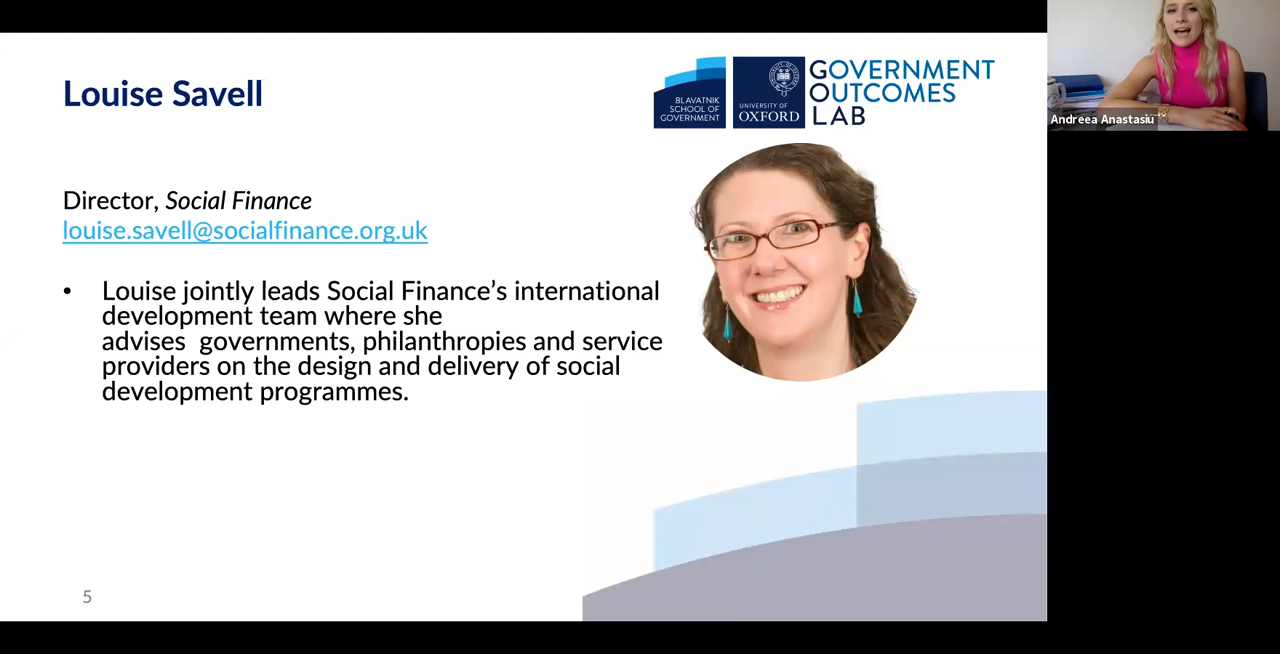 Louise Savell
BLAVATNIK
SCHOOL OF
GOVERNMENT
UNIVERSITY OF
OXFORD
GOVERNMENT
OUTCOMES
LAB
Andreea Anastasiu
Director, Social Finance
louise.savell@socialfinance.org.uk
• Louise jointly leads Social Finance’s international
development team where she
advises  governments, philanthropies and service
providers on the design and delivery of social
development programmes.
5